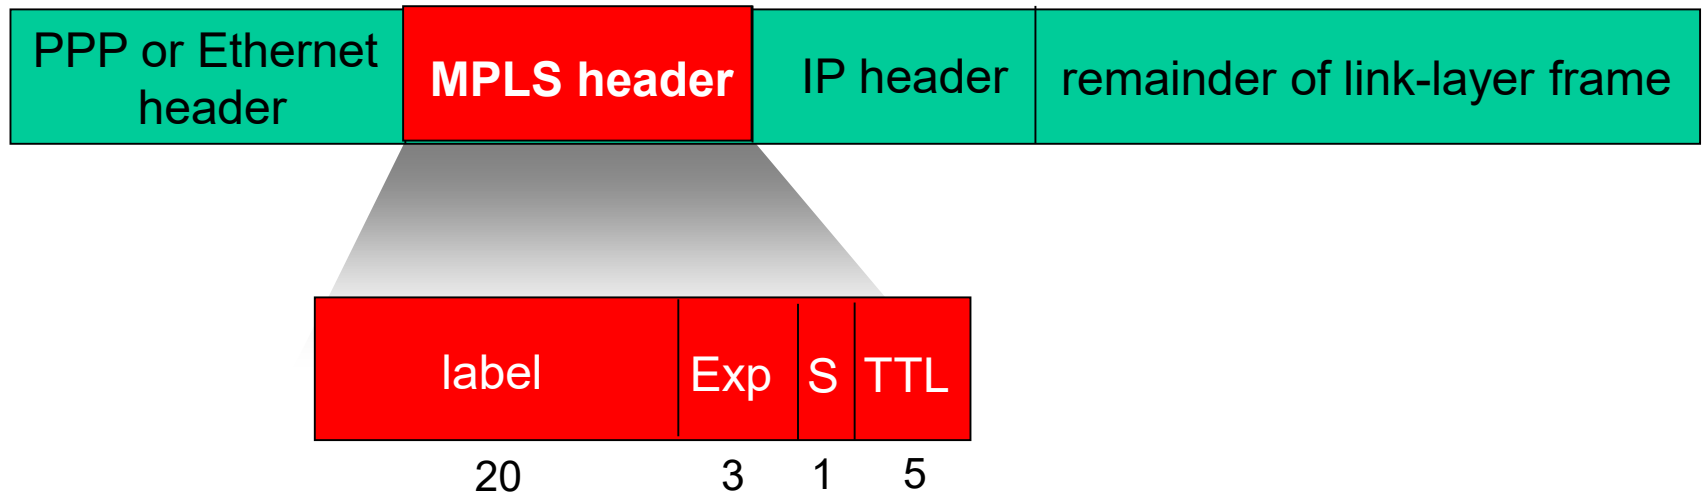 PPP or Ethernet
header
MPLS header
IP header
remainder of link-layer frame
label
Exp
S
TTL
20
3
1
5